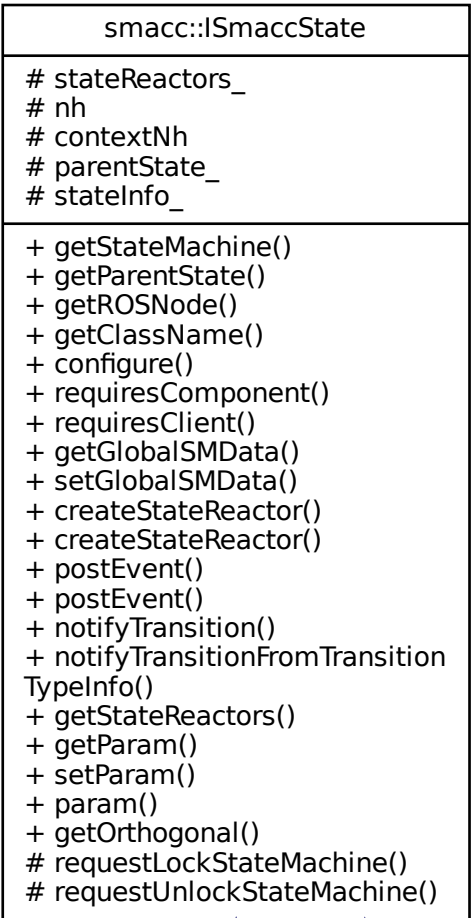 smacc::ISmaccState
# stateReactors_
# nh
# contextNh
# parentState_
# stateInfo_
+ getStateMachine()
+ getParentState()
+ getROSNode()
+ getClassName()
+ configure()
+ requiresComponent()
+ requiresClient()
+ getGlobalSMData()
+ setGlobalSMData()
+ createStateReactor()
+ createStateReactor()
+ postEvent()
+ postEvent()
+ notifyTransition()
+ notifyTransitionFromTransition
TypeInfo()
+ getStateReactors()
+ getParam()
+ setParam()
+ param()
+ getOrthogonal()
# requestLockStateMachine()
# requestUnlockStateMachine()